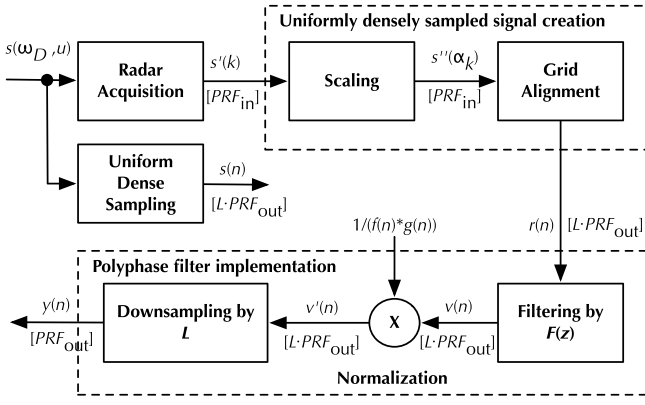 Uniformly densely sampled signal creation
s(ω_D ,u)
Radar
Acquisition
s'(k)
[PRF_in]
Scaling
s''(α_k)
[PRF_in]
Grid
Alignment
Uniform
Dense
Sampling
s(n)
[L·PRF_out]
1/(f(n)*g(n))
r(n)
[L·PRF_out]
Polyphase filter implementation
y(n)
[PRF_out]
Downsampling by
L
v'(n)
[L·PRF_out]
X
v(n)
[L·PRF_out]
Filtering by
F(z)
Normalization